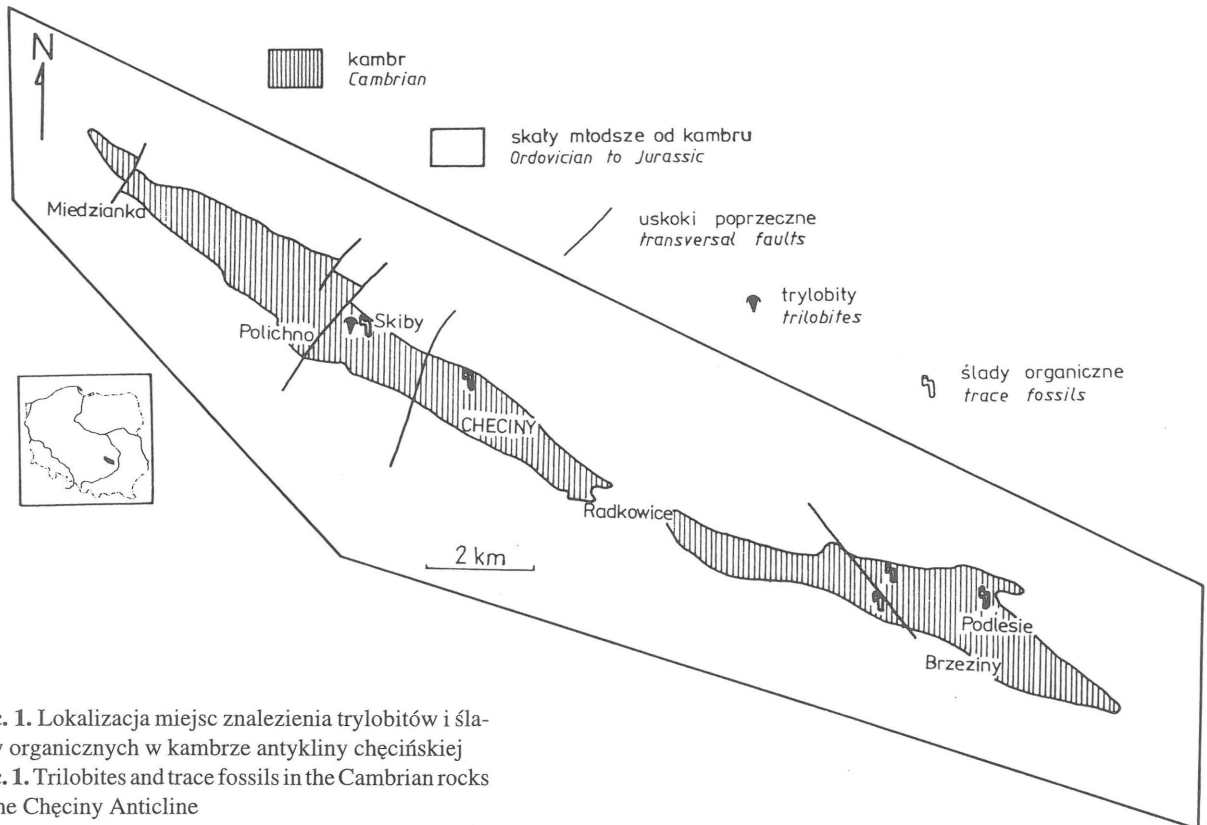 N
kambr
Cambrian
skały młodsze od kambru
Ordovician to Jurassic
uskoki poprzeczne
transversal faults
trylobity
trilobites
ślady organiczne
trace fossils
Miedzianka
Polichno
Skiby
CHĘCINY
Radkowice
2 km
Podlesie
Brzeziny
c. 1. Lokalizacja miejsc znalezienia trylobitów i śla-
y organicznych w kambrze antykliny chęcińskiej
c. 1. Trilobites and trace fossils in the Cambrian rocks
ne Chęciny Anticline